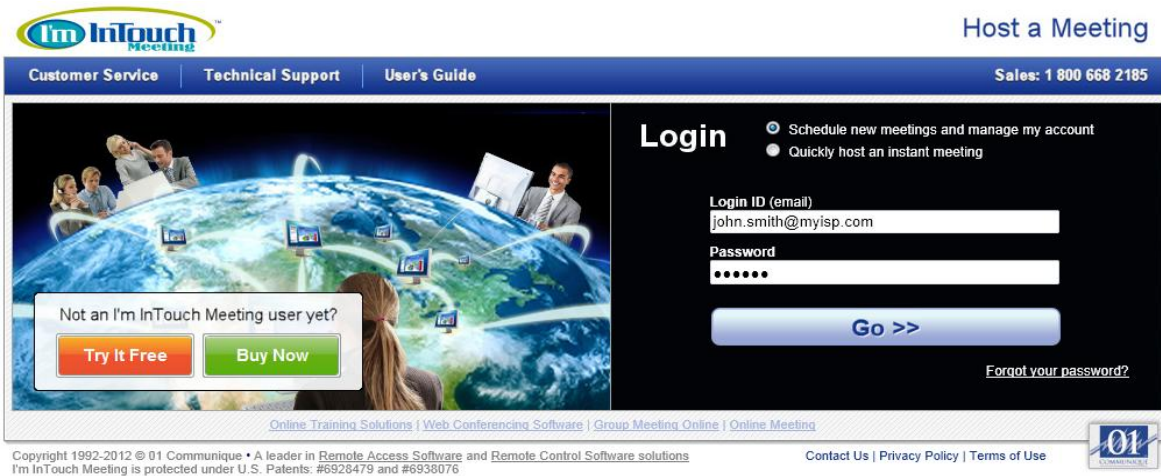 I'm InTouch™
Meeting
Host a Meeting
Customer Service Technical Support User's Guide Sales: 1 800 668 2185
Login
Schedule new meetings and manage my account
Quickly host an instant meeting
Login ID (email)
john.smith@myisp.com
Password
●●●●●●
Go >>
Forgot your password?
Not an I'm InTouch Meeting user yet?
Try It Free Buy Now
Online Training Solutions | Web Conferencing Software | Group Meeting Online | Online Meeting
Copyright 1992-2012 © 01 Communique • A leader in Remote Access Software and Remote Control Software solutions
I'm InTouch Meeting is protected under U.S. Patents: #6928479 and #6938076
Contact Us | Privacy Policy | Terms of Use
01
COMMUNIQUE